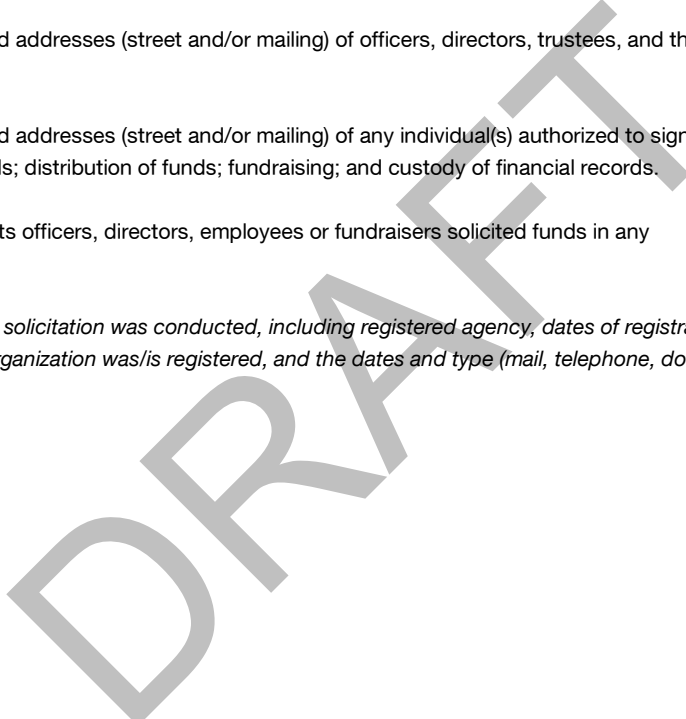 d addresses (street and/or mailing) of officers, directors, trustees, and th
d addresses (street and/or mailing) of any individual(s) authorized to sign
ls; distribution of funds; fundraising; and custody of financial records.
ts officers, directors, employees or fundraisers solicited funds in any
solicitation was conducted, including registered agency, dates of registra
rganization was/is registered, and the dates and type (mail, telephone, do
DRAFT